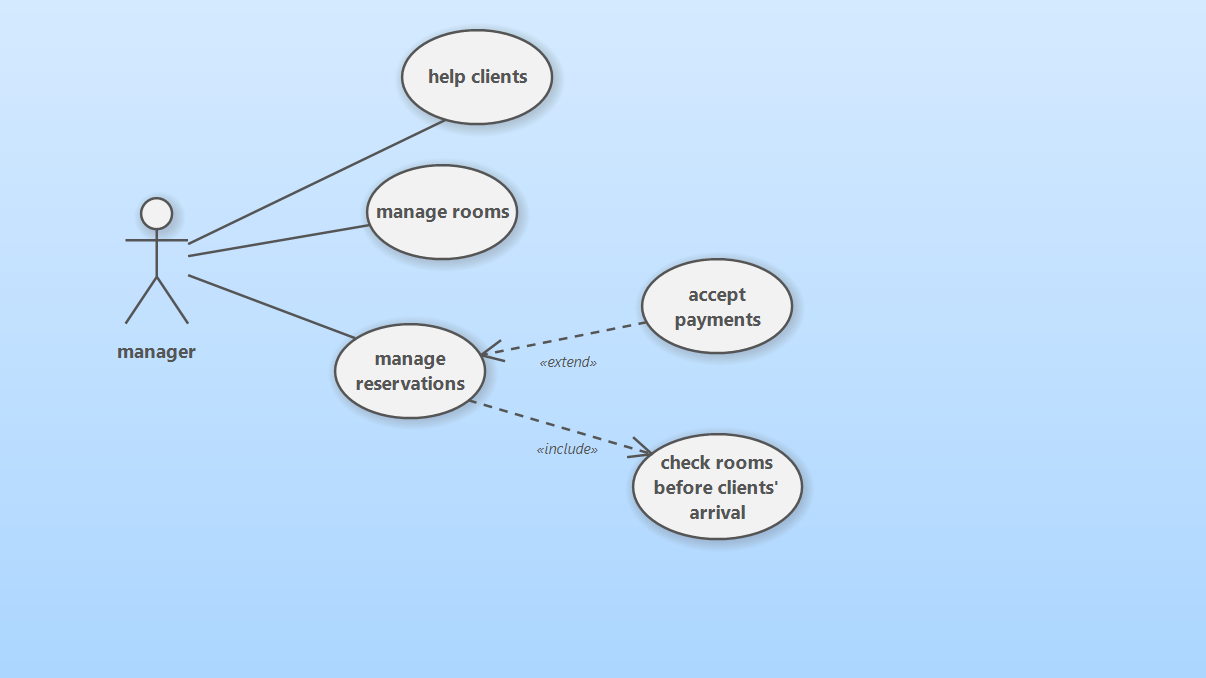 help clients
manage rooms
accept
payments
manager
manage
reservations
«extend»
«include»
check rooms
before clients'
arrival